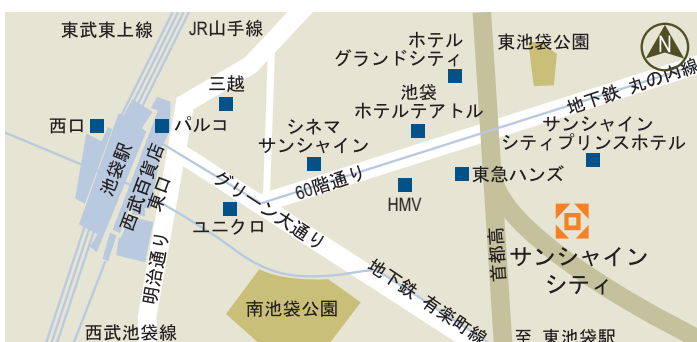 東武東上線
JR山手線
ホテル
グランドシティ
東池袋公園
N
三越
池袋
ホテルテアトル
地下鉄 丸の内線
西口
パルコ
シネマ
サンシャイン
サンシャイン
シティプリンスホテル
池袋駅
西武百貨店
東口
60階通り
東急ハンズ
HMV
グリーン大通り
ユニクロ
明治通り
首都高
サンシャイン
シティ
地下鉄 有楽町線
南池袋公園
西武池袋線
至 東池袋駅